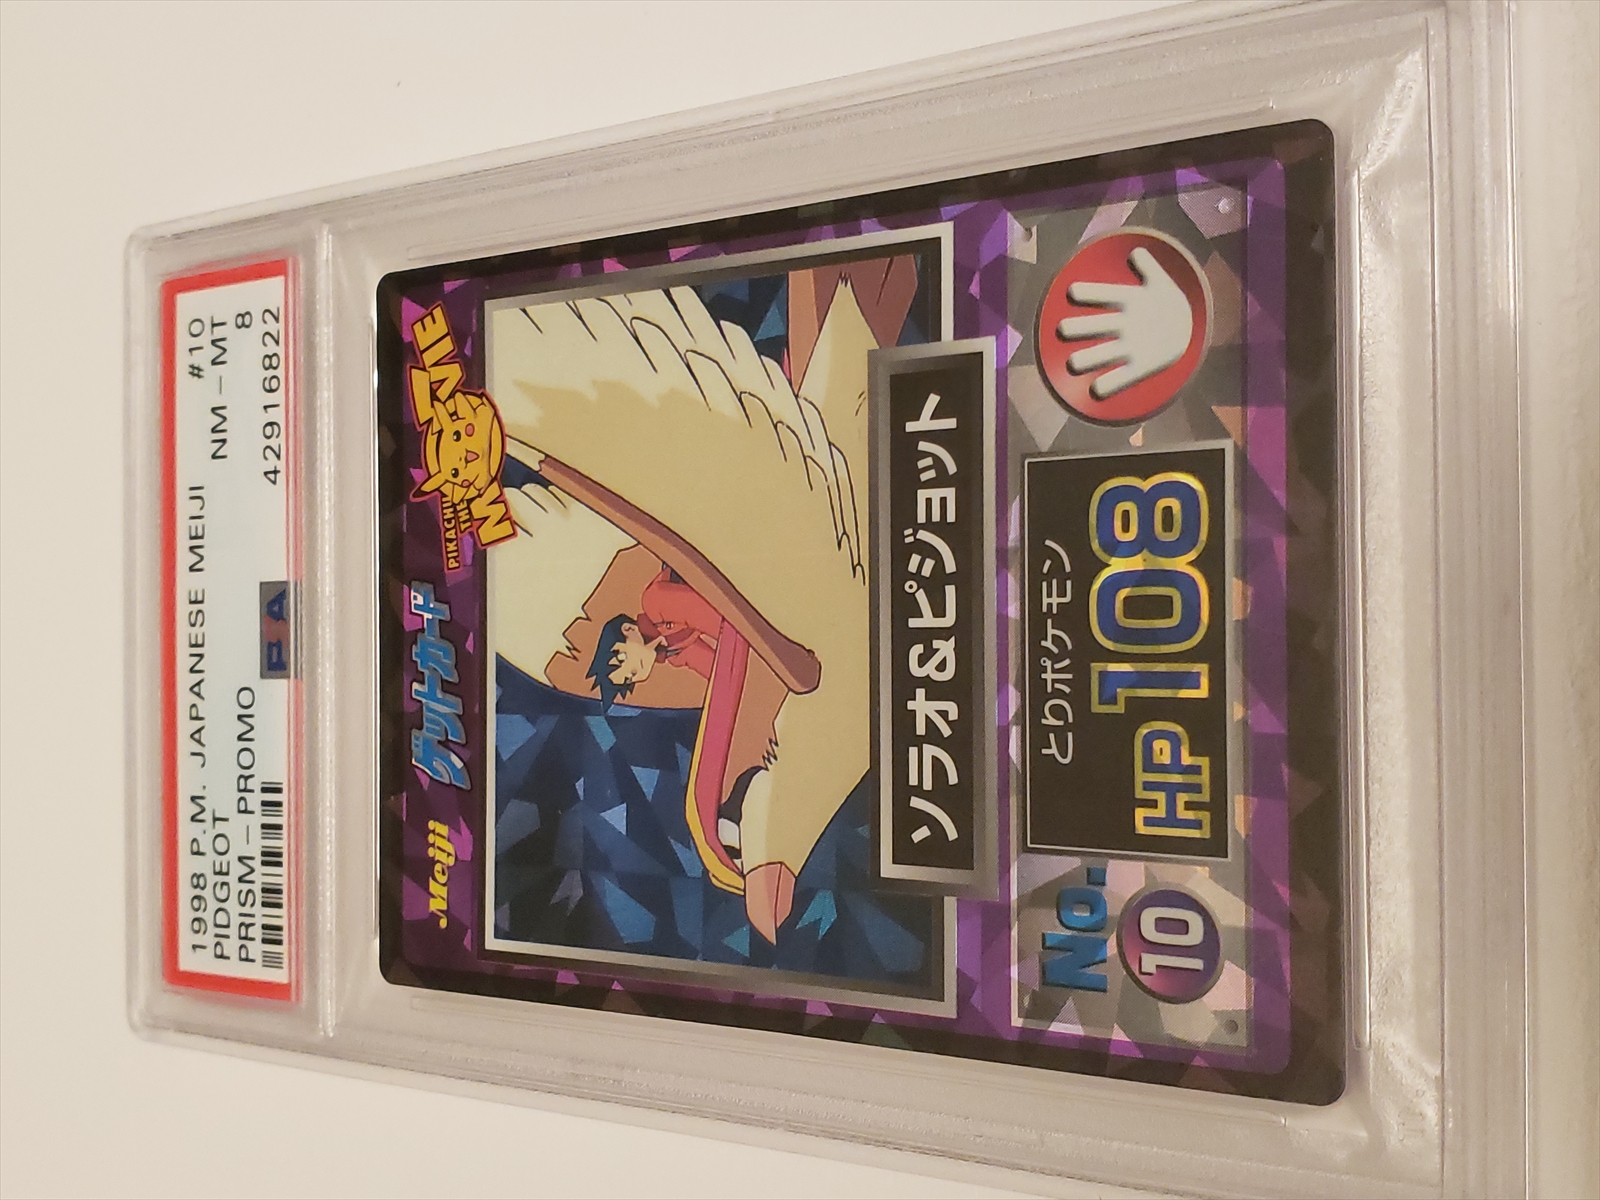 1998 P.M. JAPANESE MEIJI #10
PIDGEOT NM-MT
PRISM-PROMO 8
42916822
PSA
Meiji ゲットカード PIKACHU
THE
MOVIE
ソラオ&ピジョット
No.
10
とりポケモン
HP108